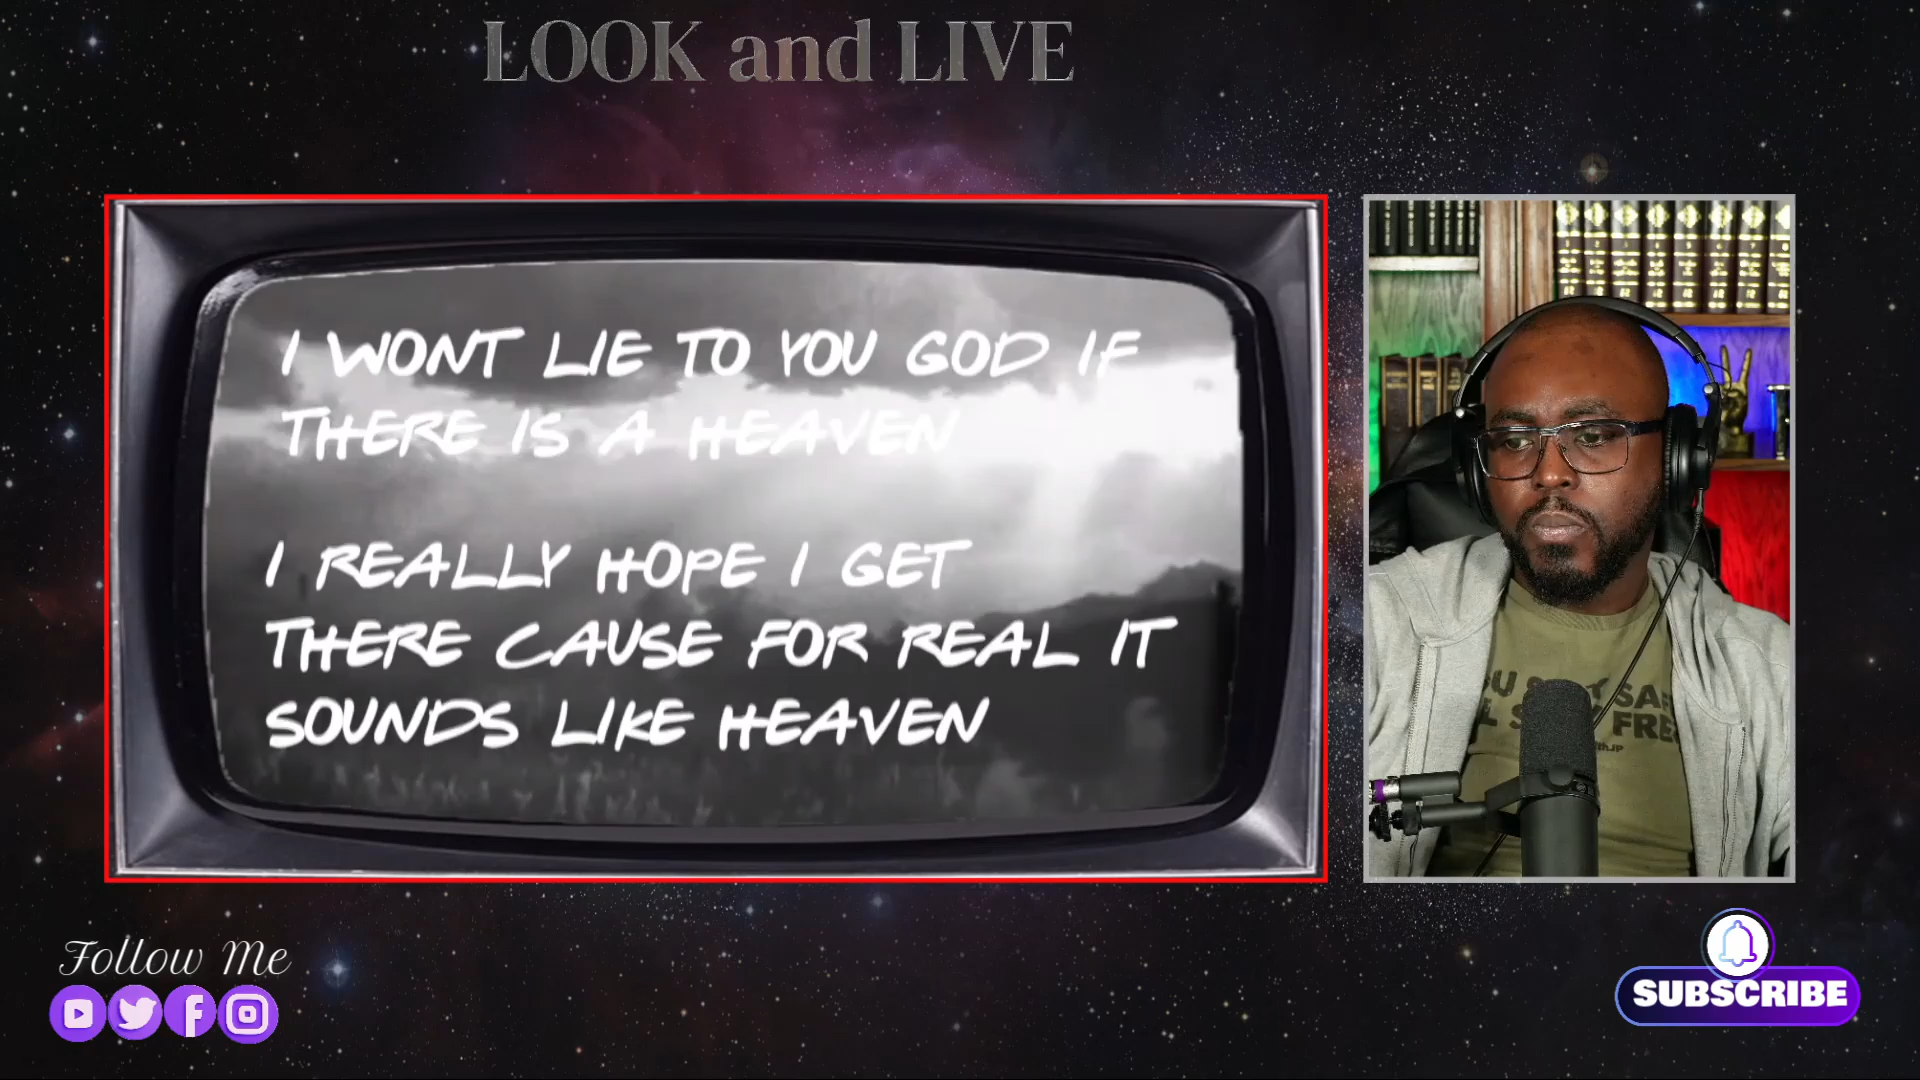 LOOK and LIVE
I WONT LIE TO YOU GOD IF
THERE IS A HEAVEN
I REALLY HOPE I GET
THERE CAUSE FOR REAL IT
SOUNDS LIKE HEAVEN
Follow Me
SUBSCRIBE